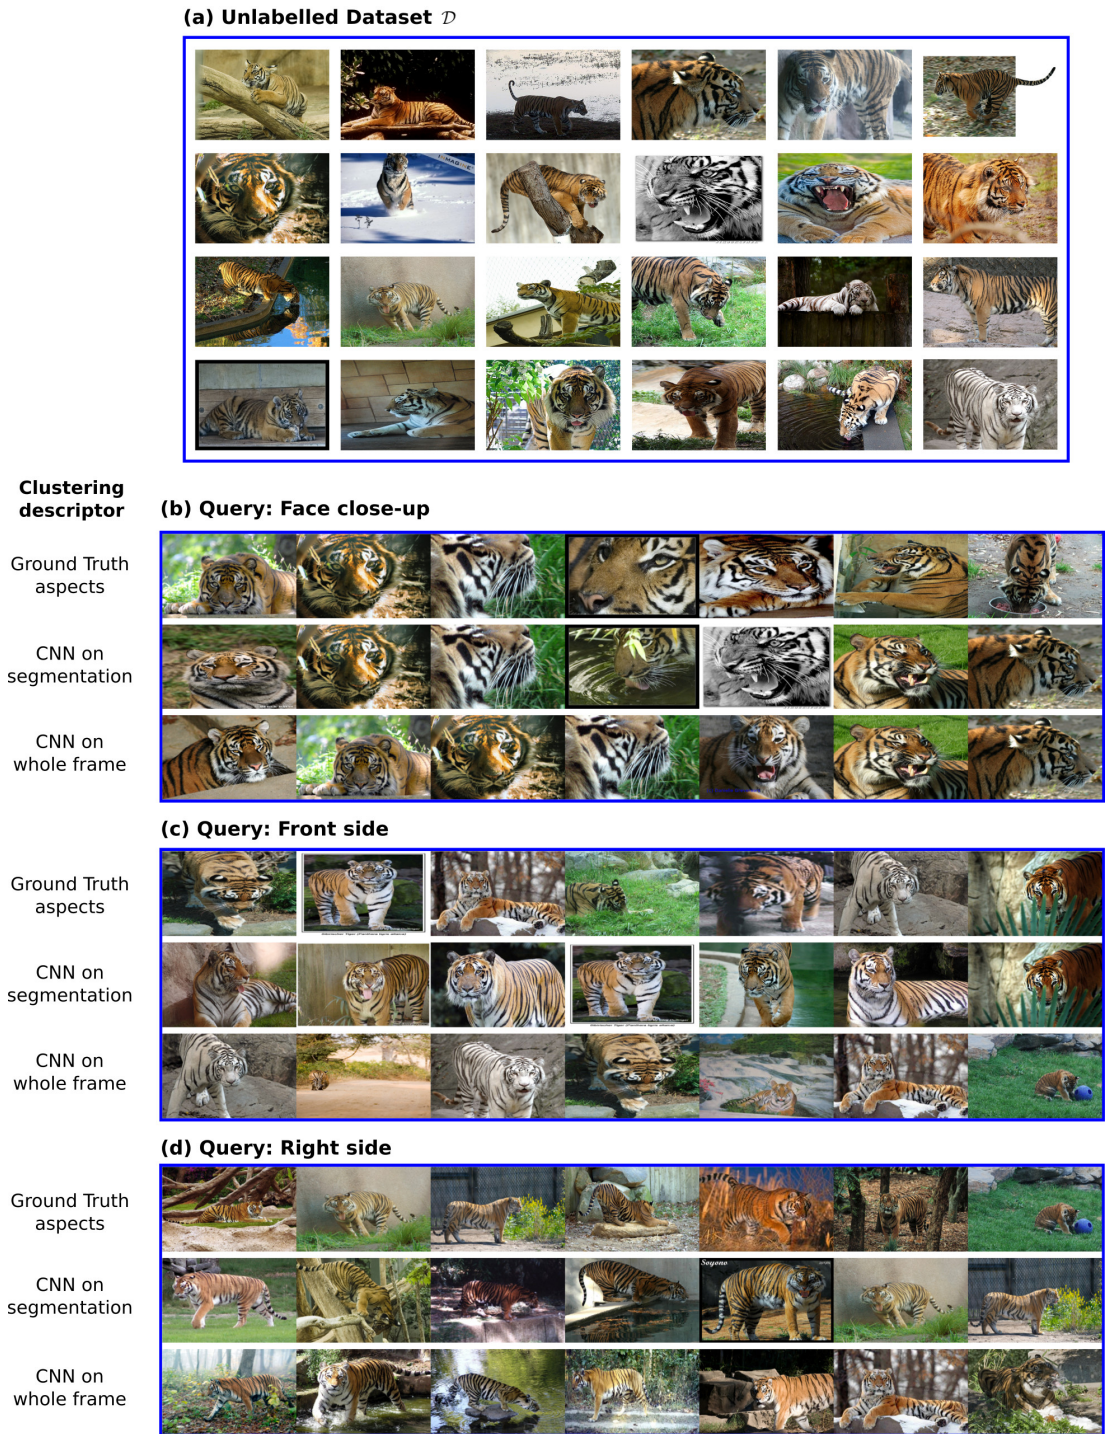 (a) Unlabelled Dataset 𝒟
Clustering
descriptor
(b) Query: Face close-up
Ground Truth
aspects
CNN on
segmentation
CNN on
whole frame
(c) Query: Front side
Ground Truth
aspects
CNN on
segmentation
CNN on
whole frame
(d) Query: Right side
Ground Truth
aspects
CNN on
segmentation
Soyono
CNN on
whole frame